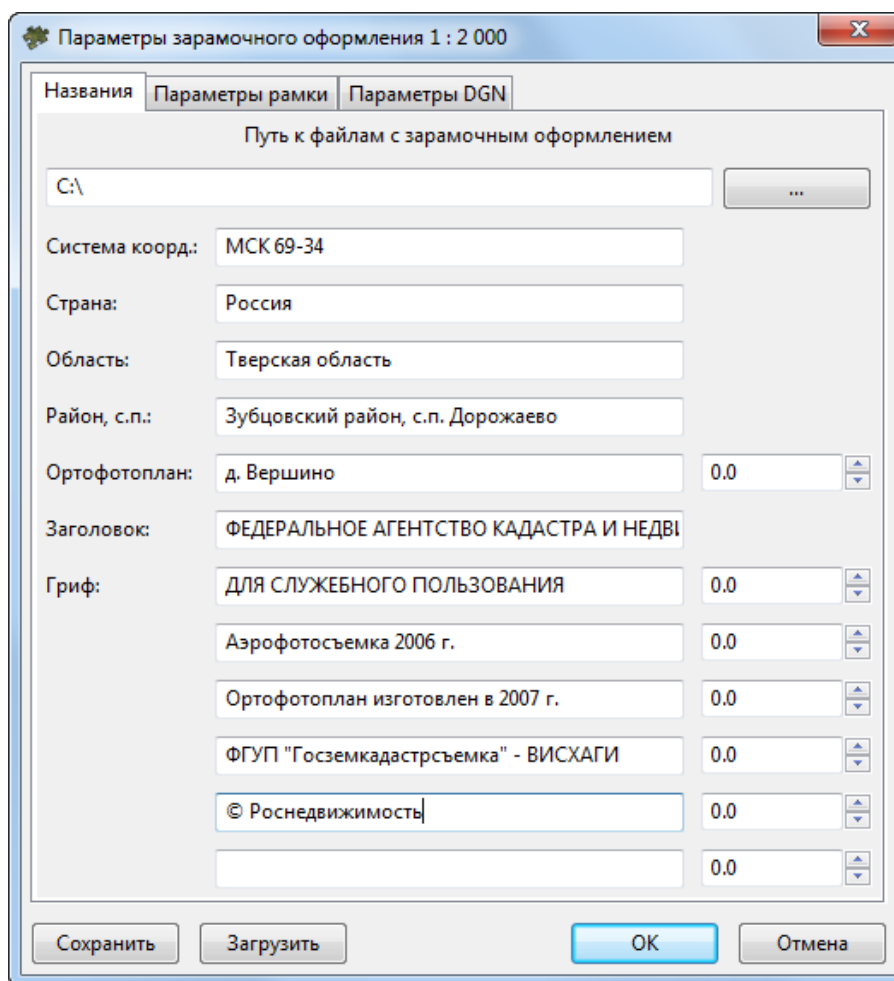 Параметры зарамочного оформления 1 : 2 000
Названия Параметры рамки Параметры DGN
Путь к файлам с зарамочным оформлением
C:\ ...
Система коорд.: МСК 69-34
Страна: Россия
Область: Тверская область
Район, с.п.: Зубцовский район, с.п. Дорожаево
Ортофотоплан: д. Вершино 0.0
Заголовок: ФЕДЕРАЛЬНОЕ АГЕНТСТВО КАДАСТРА И НЕДВИ
Гриф: ДЛЯ СЛУЖЕБНОГО ПОЛЬЗОВАНИЯ 0.0
Аэрофотосъемка 2006 г. 0.0
Ортофотоплан изготовлен в 2007 г. 0.0
ФГУП "Госземкадастрсъемка" - ВИСХАГИ 0.0
© Роснедвижимость 0.0
0.0
Сохранить Загрузить OK Отмена